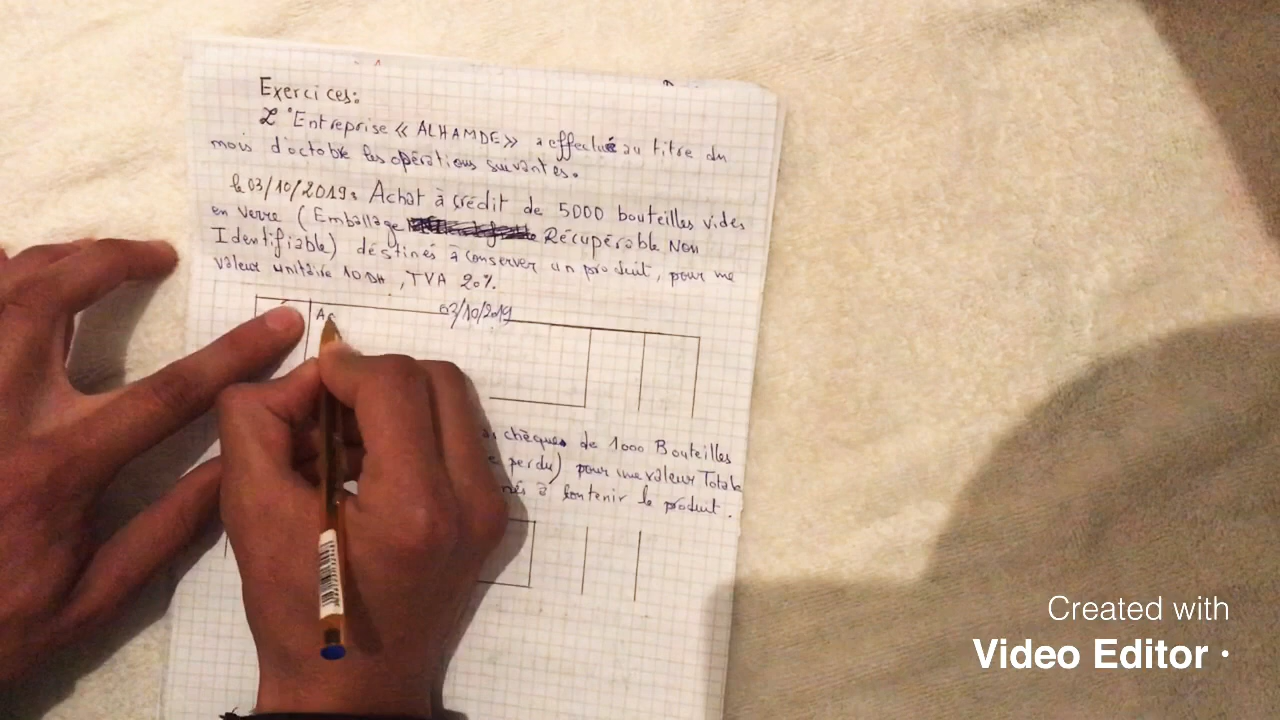 Exercices:
L'Entreprise << ALHAMDE >> a effectué au titre du
mois d'octobre les opérations suivantes.
le 03/10/2019: Achat à crédit de 5000 bouteilles vides
en Verre (Emballage Récupérable Non
Identifiable) déstinés à conserver un produit, pour une
valeur unitaire 10 DH, TVA 20%.
03/10/2019
Ac
chèques de 1000 Bouteilles
perdu) pour une valeur Totale
nés à contenir le produit.
Created with
Video Editor